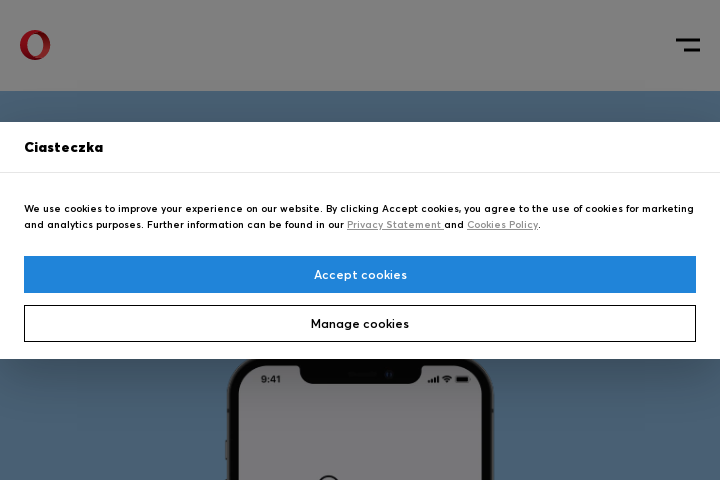 Ciasteczka
We use cookies to improve your experience on our website. By clicking Accept cookies, you agree to the use of cookies for marketing
and analytics purposes. Further information can be found in our Privacy Statement and Cookies Policy.
Accept cookies
Manage cookies
9:41